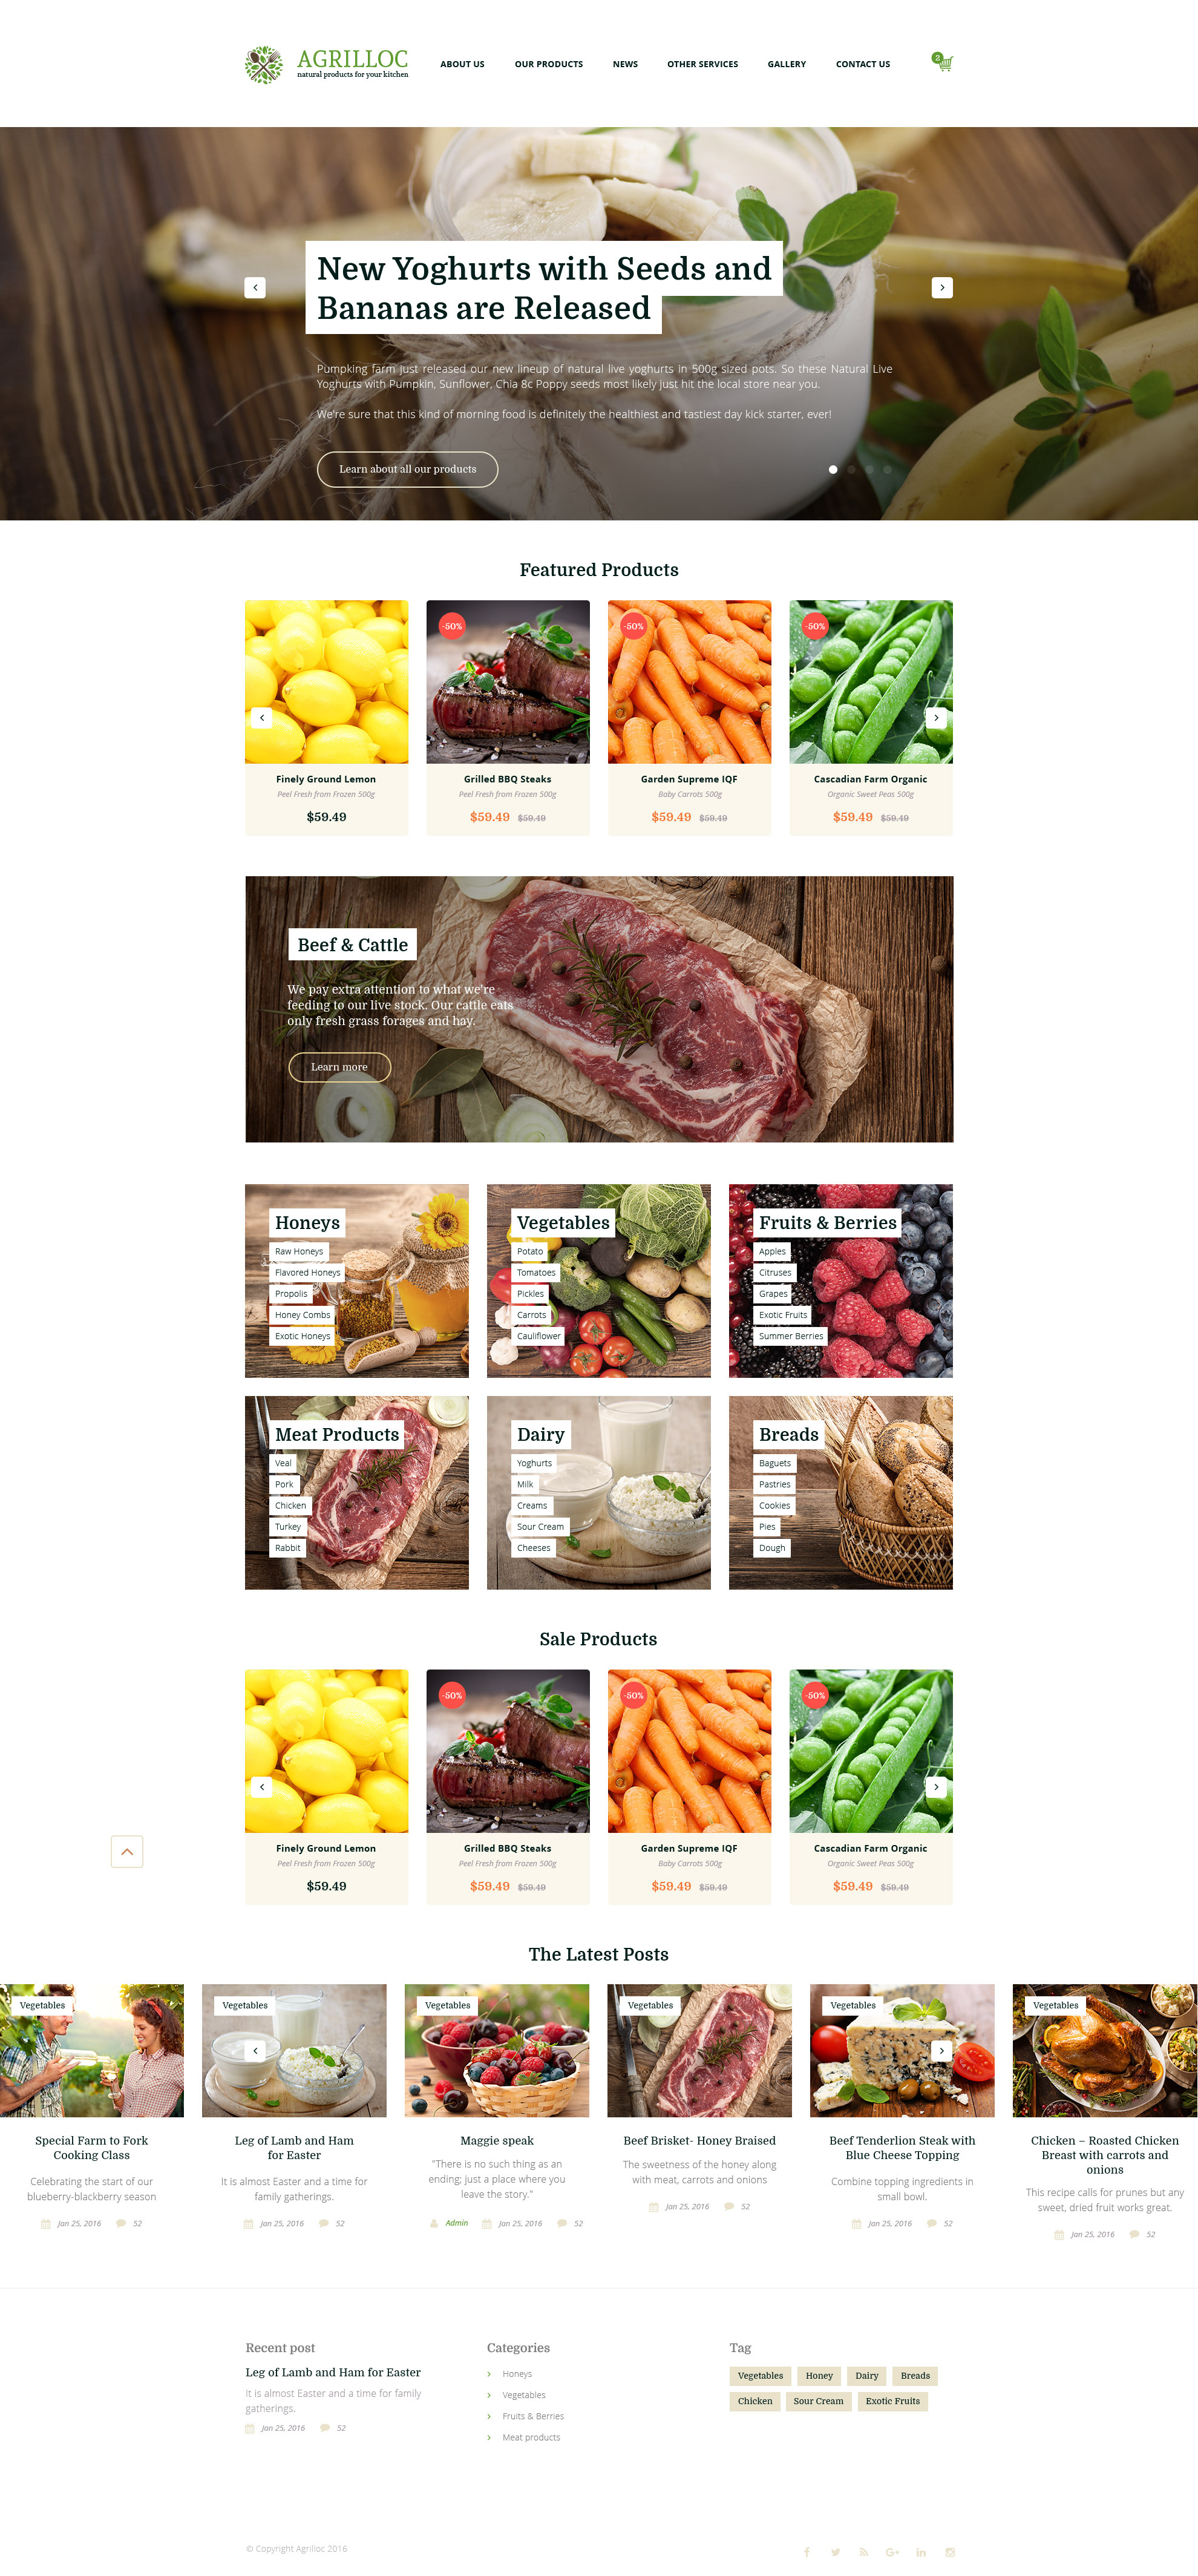 AGRILLOC
natural products for your kitchen
ABOUT US
OUR PRODUCTS
NEWS
OTHER SERVICES
GALLERY
CONTACT US
2
New Yoghurts with Seeds and
Bananas are Released
Pumpking farm just released our new lineup of natural live yoghurts in 500g sized pots. So these Natural Live
Yoghurts with Pumpkin, Sunflower, Chia 8c Poppy seeds most likely just hit the local store near you.
We're sure that this kind of morning food is definitely the healthiest and tastiest day kick starter, ever!
Learn about all our products
Featured Products
-50%
-50%
-50%
Finely Ground Lemon
Peel Fresh from Frozen 500g
$59.49
Grilled BBQ Steaks
Peel Fresh from Frozen 500g
$59.49 $59.49
Garden Supreme IQF
Baby Carrots 500g
$59.49 $59.49
Cascadian Farm Organic
Organic Sweet Peas 500g
$59.49 $59.49
Beef & Cattle
We pay extra attention to what we're
feeding to our live stock. Our cattle eats
only fresh grass forages and hay.
Learn more
Honeys
Raw Honeys
Flavored Honeys
Propolis
Honey Combs
Exotic Honeys
Vegetables
Potato
Tomatoes
Pickles
Carrots
Cauliflower
Fruits & Berries
Apples
Citruses
Grapes
Exotic Fruits
Summer Berries
Meat Products
Veal
Pork
Chicken
Turkey
Rabbit
Dairy
Yoghurts
Milk
Creams
Sour Cream
Cheeses
Breads
Baguets
Pastries
Cookies
Pies
Dough
Sale Products
-50%
-50%
-50%
Finely Ground Lemon
Peel Fresh from Frozen 500g
$59.49
Grilled BBQ Steaks
Peel Fresh from Frozen 500g
$59.49 $59.49
Garden Supreme IQF
Baby Carrots 500g
$59.49 $59.49
Cascadian Farm Organic
Organic Sweet Peas 500g
$59.49 $59.49
The Latest Posts
Vegetables
Special Farm to Fork
Cooking Class
Celebrating the start of our
blueberry-blackberry season
Jan 25, 2016 52
Vegetables
Leg of Lamb and Ham
for Easter
It is almost Easter and a time for
family gatherings.
Jan 25, 2016 52
Vegetables
Maggie speak
"There is no such thing as an
ending; just a place where you
leave the story."
Admin Jan 25, 2016 52
Vegetables
Beef Brisket- Honey Braised
The sweetness of the honey along
with meat, carrots and onions
Jan 25, 2016 52
Vegetables
Beef Tenderlion Steak with
Blue Cheese Topping
Combine topping ingredients in
small bowl.
Jan 25, 2016 52
Vegetables
Chicken – Roasted Chicken
Breast with carrots and
onions
This recipe calls for prunes but any
sweet, dried fruit works great.
Jan 25, 2016 52
Recent post
Leg of Lamb and Ham for Easter
It is almost Easter and a time for family
gatherings.
Jan 25, 2016 52
Categories
Honeys
Vegetables
Fruits & Berries
Meat products
Tag
Vegetables Honey Dairy Breads
Chicken Sour Cream Exotic Fruits
© Copyright Agrilloc 2016